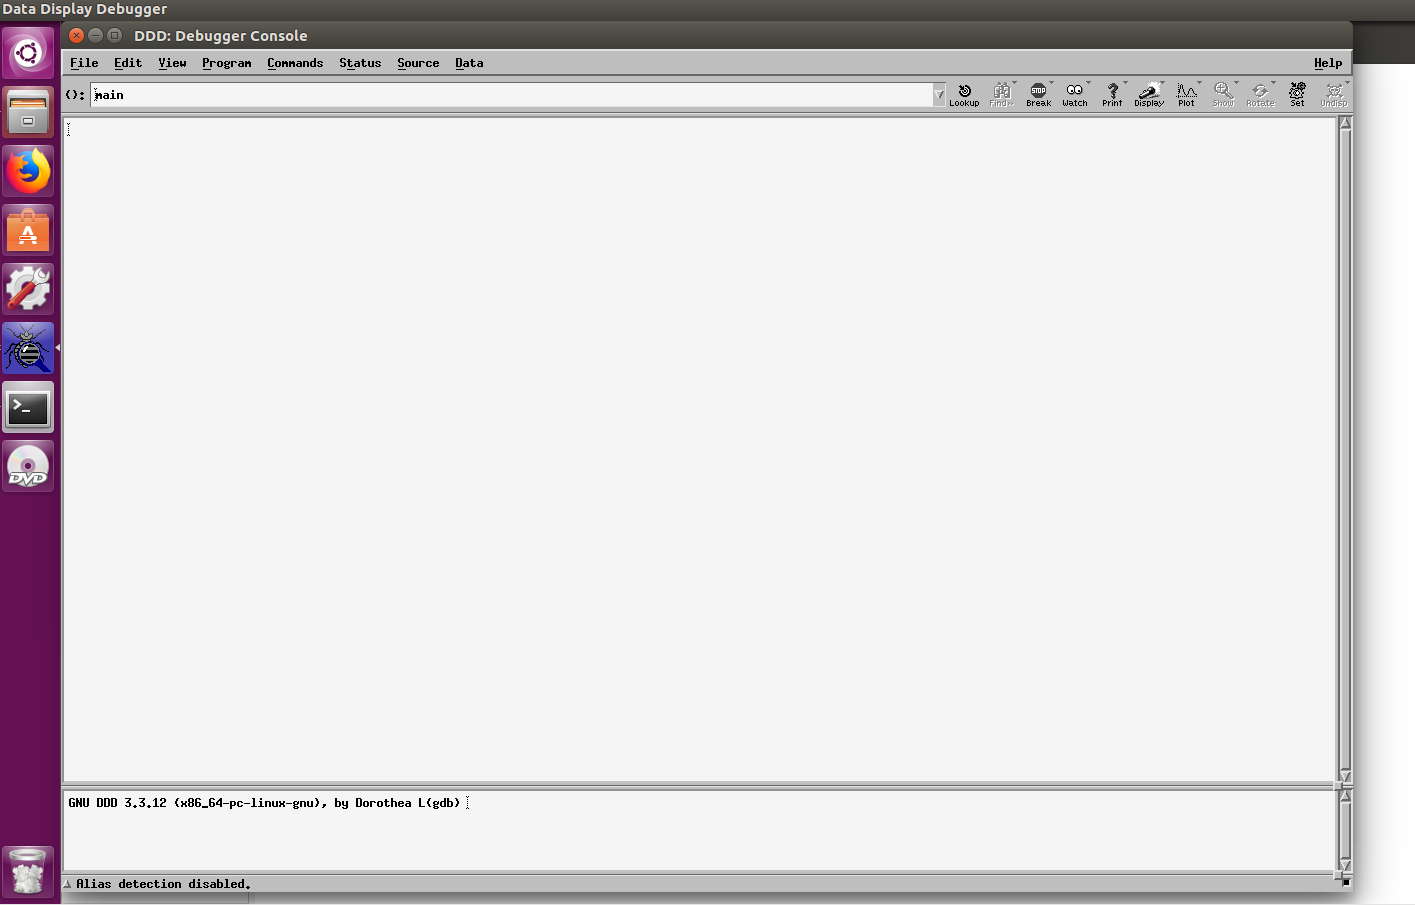 Data Display Debugger
DDD: Debugger Console
File Edit View Program Commands Status Source Data Help
(): main
Lookup Find» Break Watch Print Display Plot Show Rotate Set Undisp
GNU DDD 3.3.12 (x86_64-pc-linux-gnu), by Dorothea L(gdb)
Alias detection disabled.
A
>_
DVD